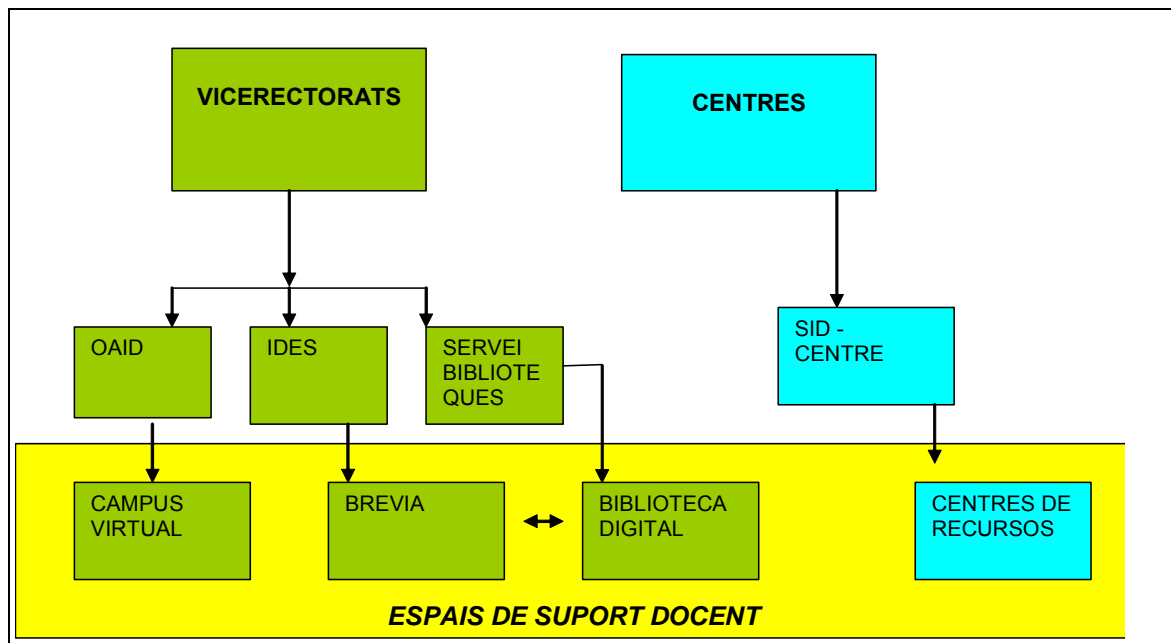 VICERECTORATS
CENTRES
OAID
IDES
SERVEI
BIBLIOTE
QUES
SID -
CENTRE
CAMPUS
VIRTUAL
BREVIA
BIBLIOTECA
DIGITAL
CENTRES DE
RECURSOS
ESPAIS DE SUPORT DOCENT